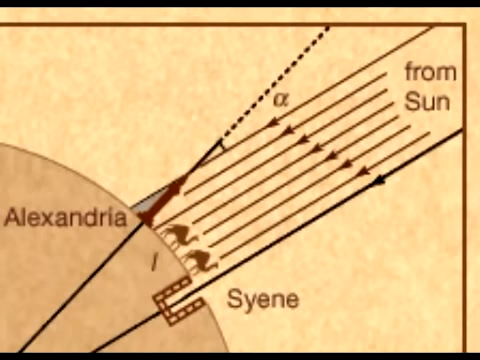 α
from
Sun
Alexandria
l
Syene